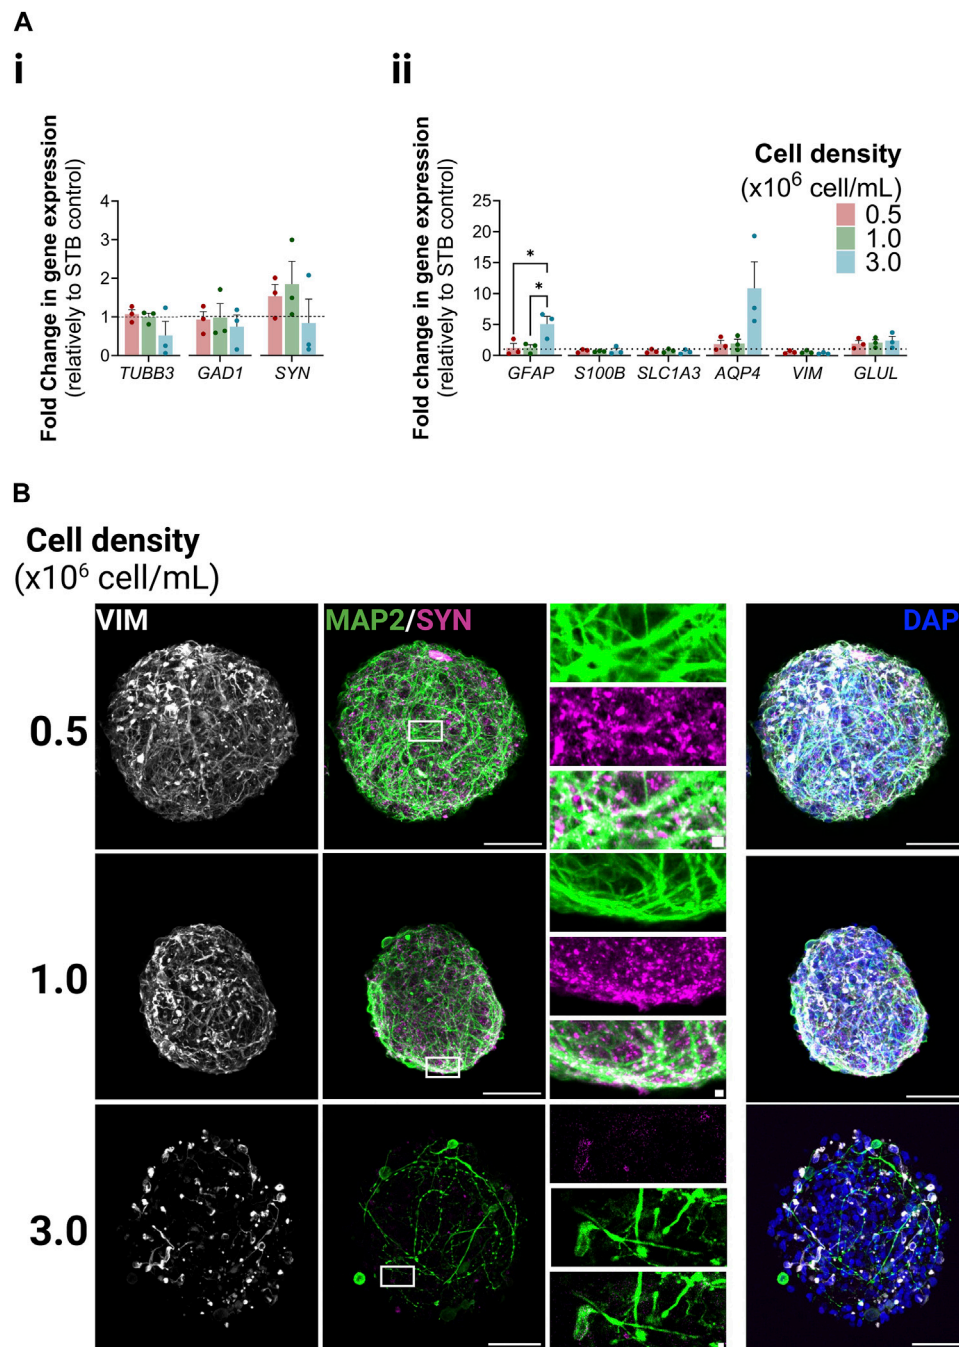 A
i
ii
Fold Change in gene expression
(relatively to STB control)
4
3
2
1
0
TUBB3 GAD1 SYN
Fold change in gene expression
(relatively to STB control)
25
20
15
10
5
0
* *
GFAP S100B SLC1A3 AQP4 VIM GLUL
Cell density
(x10⁶ cell/mL)
0.5
1.0
3.0
B
Cell density
(x10⁶ cell/mL)
VIM MAP2/SYN DAP
0.5
1.0
3.0